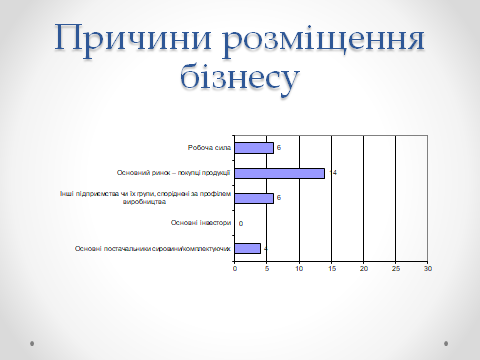 Причини розміщення
бізнесу
Робоча сила
6
Основний ринок – покупці продукції
14
Інші підприємства чи їх групи, споріднені за профілем
виробництва
6
Основні інвестори
0
Основні постачальники сировини/комплектуючих
4
0 5 10 15 20 25 30